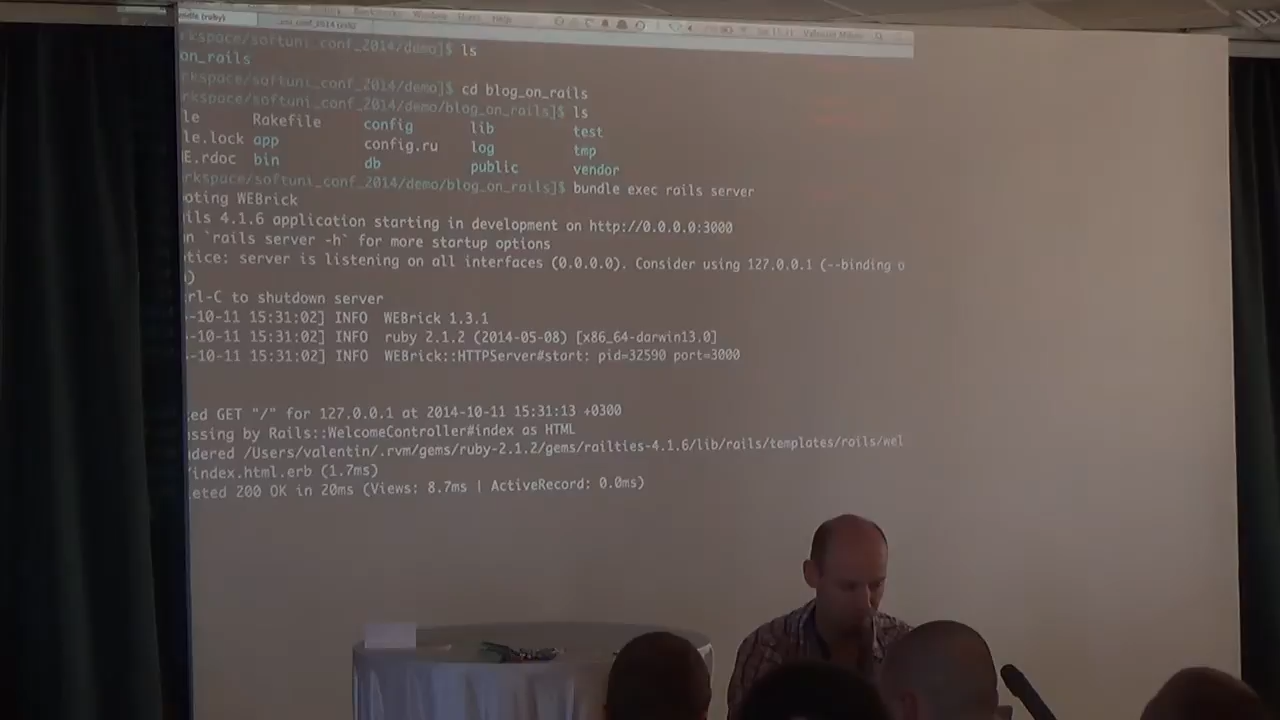 ndle (ruby) uni_conf_2014 (zsh)
Window Help Valentin
rkspace/softuni_conf_2014/demo]$ ls
on_rails
rkspace/softuni_conf_2014/demo]$ cd blog_on_rails
rkspace/softuni_conf_2014/demo/blog_on_rails]$ ls
le Rakefile config lib test
le.lock app config.ru log tmp
E.rdoc bin db public vendor
rkspace/softuni_conf_2014/demo/blog_on_rails]$ bundle exec rails server
oting WEBrick
ils 4.1.6 application starting in development on http://0.0.0.0:3000
n `rails server -h` for more startup options
tice: server is listening on all interfaces (0.0.0.0). Consider using 127.0.0.1 (--binding o
)
rl-C to shutdown server
-10-11 15:31:02] INFO WEBrick 1.3.1
-10-11 15:31:02] INFO ruby 2.1.2 (2014-05-08) [x86_64-darwin13.0]
-10-11 15:31:02] INFO WEBrick::HTTPServer#start: pid=32590 port=3000
ed GET "/" for 127.0.0.1 at 2014-10-11 15:31:13 +0300
ssing by Rails::WelcomeController#index as HTML
dered /Users/valentin/.rvm/gems/ruby-2.1.2/gems/railties-4.1.6/lib/rails/templates/rails/wel
/index.html.erb (1.7ms)
eted 200 OK in 20ms (Views: 8.7ms | ActiveRecord: 0.0ms)